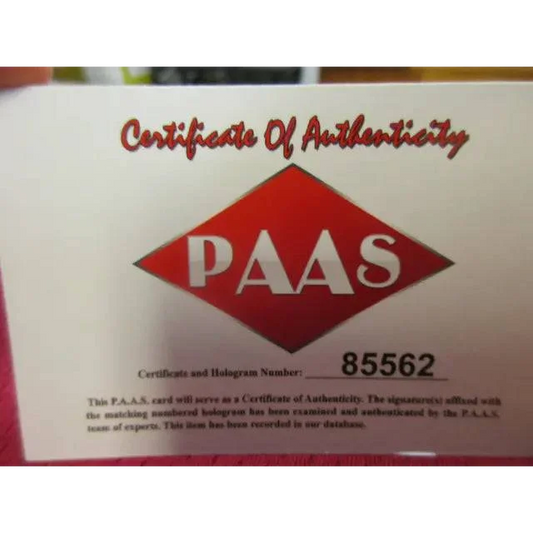 Certificate Of Authenticity
PAAS
Certificate and Hologram Number: 85562
This P.A.A.S. card will serve as a Certificate of Authenticity. The signature(s) affixed with
the matching numbered hologram has been examined and authenticated by the P.A.A.S.
team of experts. This item has been recorded in our database.